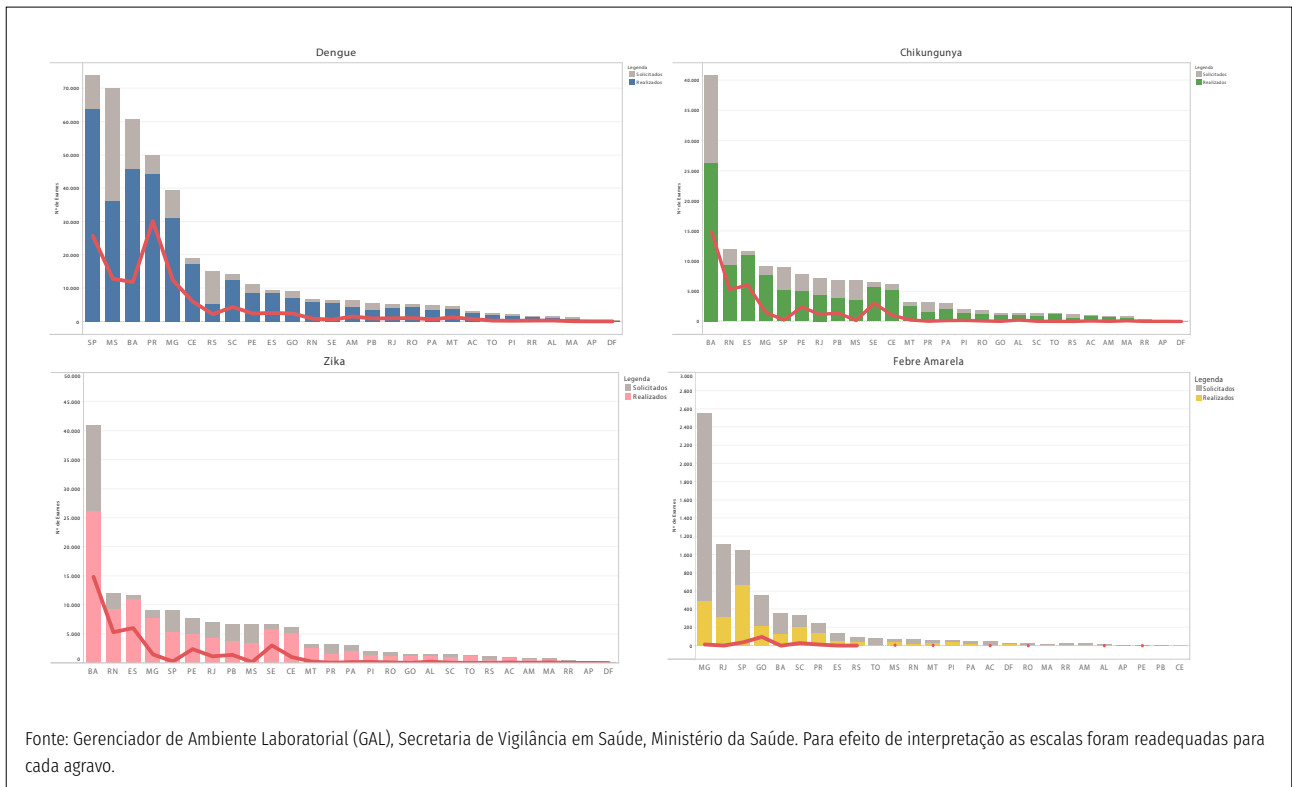 Dengue
Legenda
Solicitados
Realizados
Nº de Exames
70.000
60.000
50.000
40.000
30.000
20.000
10.000
0
SP MS BA PR MG CE RS SC PE ES GO RN SE AM PB RJ RO PA MT AC TO PI RR AL MA AP DF
Chikungunya
Legenda
Solicitados
Realizados
Nº de Exames
40.000
35.000
30.000
25.000
20.000
15.000
10.000
5.000
0
BA RN ES MG SP PE RJ PB MS SE CE MT PR PA PI RO GO AL SC TO RS AC AM MA RR AP DF
Zika
Legenda
Solicitados
Realizados
Nº de Exames
50.000
45.000
40.000
35.000
30.000
25.000
20.000
15.000
10.000
5.000
0
BA RN ES MG SP PE RJ PB MS SE CE MT PR PA PI RO GO AL SC TO RS AC AM MA RR AP DF
Febre Amarela
Legenda
Solicitados
Realizados
Nº de Exames
3.000
2.800
2.600
2.400
2.200
2.000
1.800
1.600
1.400
1.200
1.000
800
600
400
200
0
MG RJ SP GO BA SC PR ES RS TO MS RN MT PI PA AC DF RO MA RR AM AL AP PE PB CE
Fonte: Gerenciador de Ambiente Laboratorial (GAL), Secretaria de Vigilância em Saúde, Ministério da Saúde. Para efeito de interpretação as escalas foram readequadas para
cada agravo.